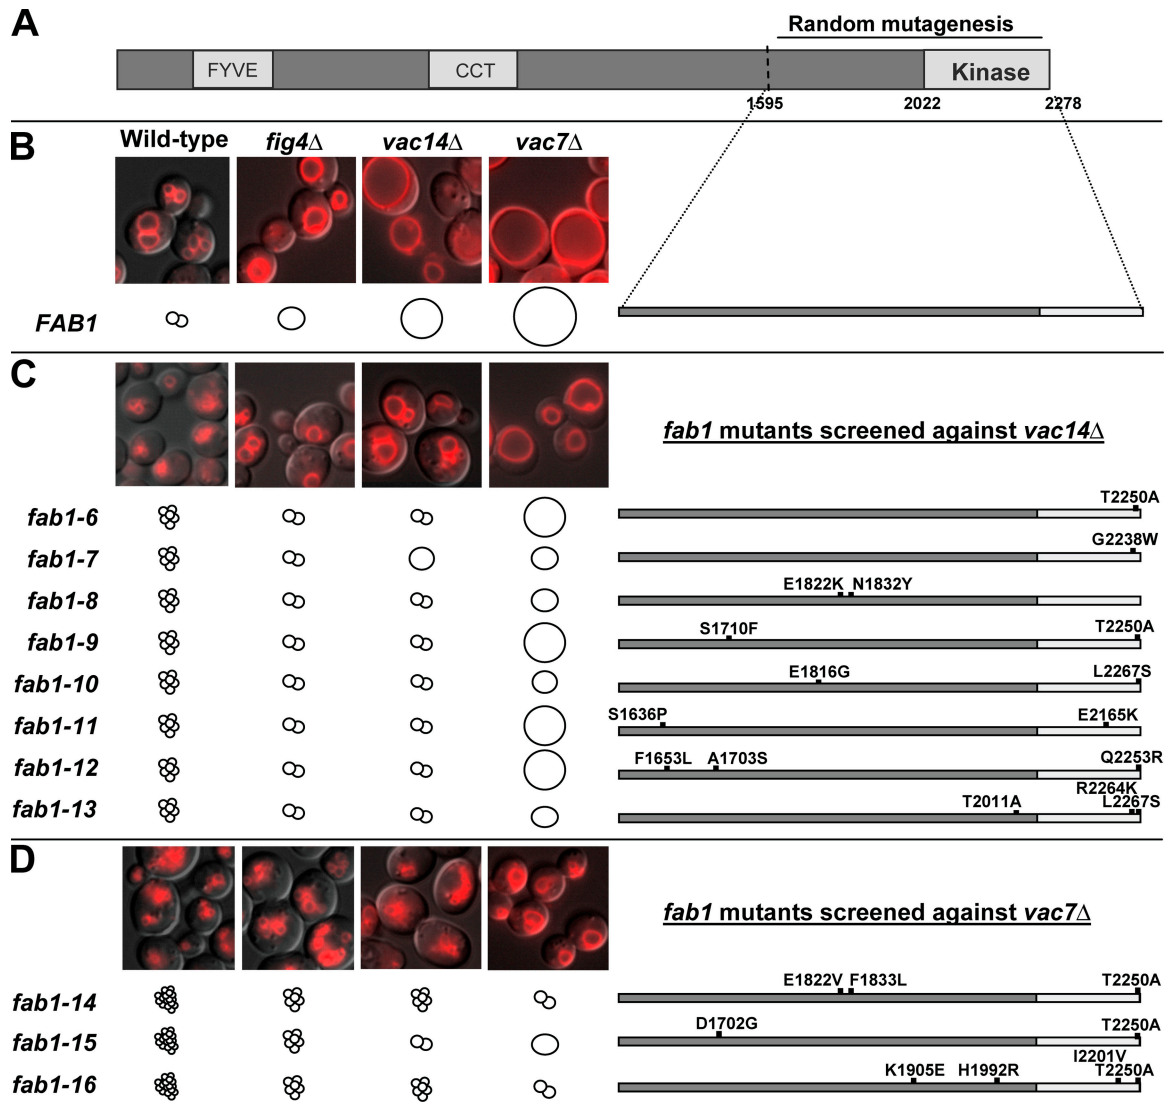 A
Random mutagenesis
FYVE
CCT
Kinase
1595
2022
2278
B
Wild-type
fig4Δ
vac14Δ
vac7Δ
FAB1
C
fab1 mutants screened against vac14Δ
fab1-6
T2250A
fab1-7
G2238W
fab1-8
E1822K N1832Y
fab1-9
S1710F
T2250A
fab1-10
E1816G
L2267S
fab1-11
S1636P
E2165K
fab1-12
F1653L A1703S
Q2253R
fab1-13
T2011A
R2264K
L2267S
D
fab1 mutants screened against vac7Δ
fab1-14
E1822V F1833L
T2250A
fab1-15
D1702G
T2250A
fab1-16
K1905E H1992R
I2201V
T2250A